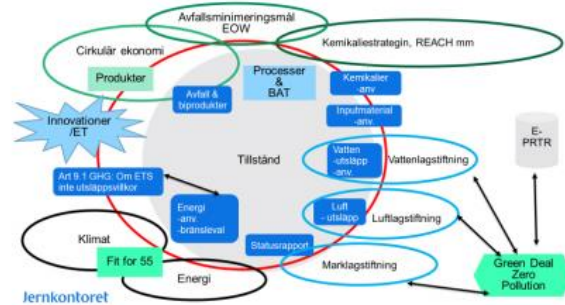 Avfallsminimeringsmål
EOW
Kemikaliestrategin, REACH mm
Cirkulär ekonomi
Produkter
Processer
&
BAT
Avfall &
biprodukter
Kemikalier
-anv.
Inputmaterial
-anv.
Innovationer
/ET
Tillstånd
Vatten
-utsläpp
-anv.
Vattenlagstiftning
E-
PRTR
Art 9.1 GHG: Om ETS
inte utsläppsvillkor
Energi
-anv.
-bränsleval
Luft
- utsläpp
Luftlagstiftning
Klimat
Statusrapport
Marklagstiftning
Fit for 55
Energi
Green Deal
Zero
Pollution
Jernkontoret